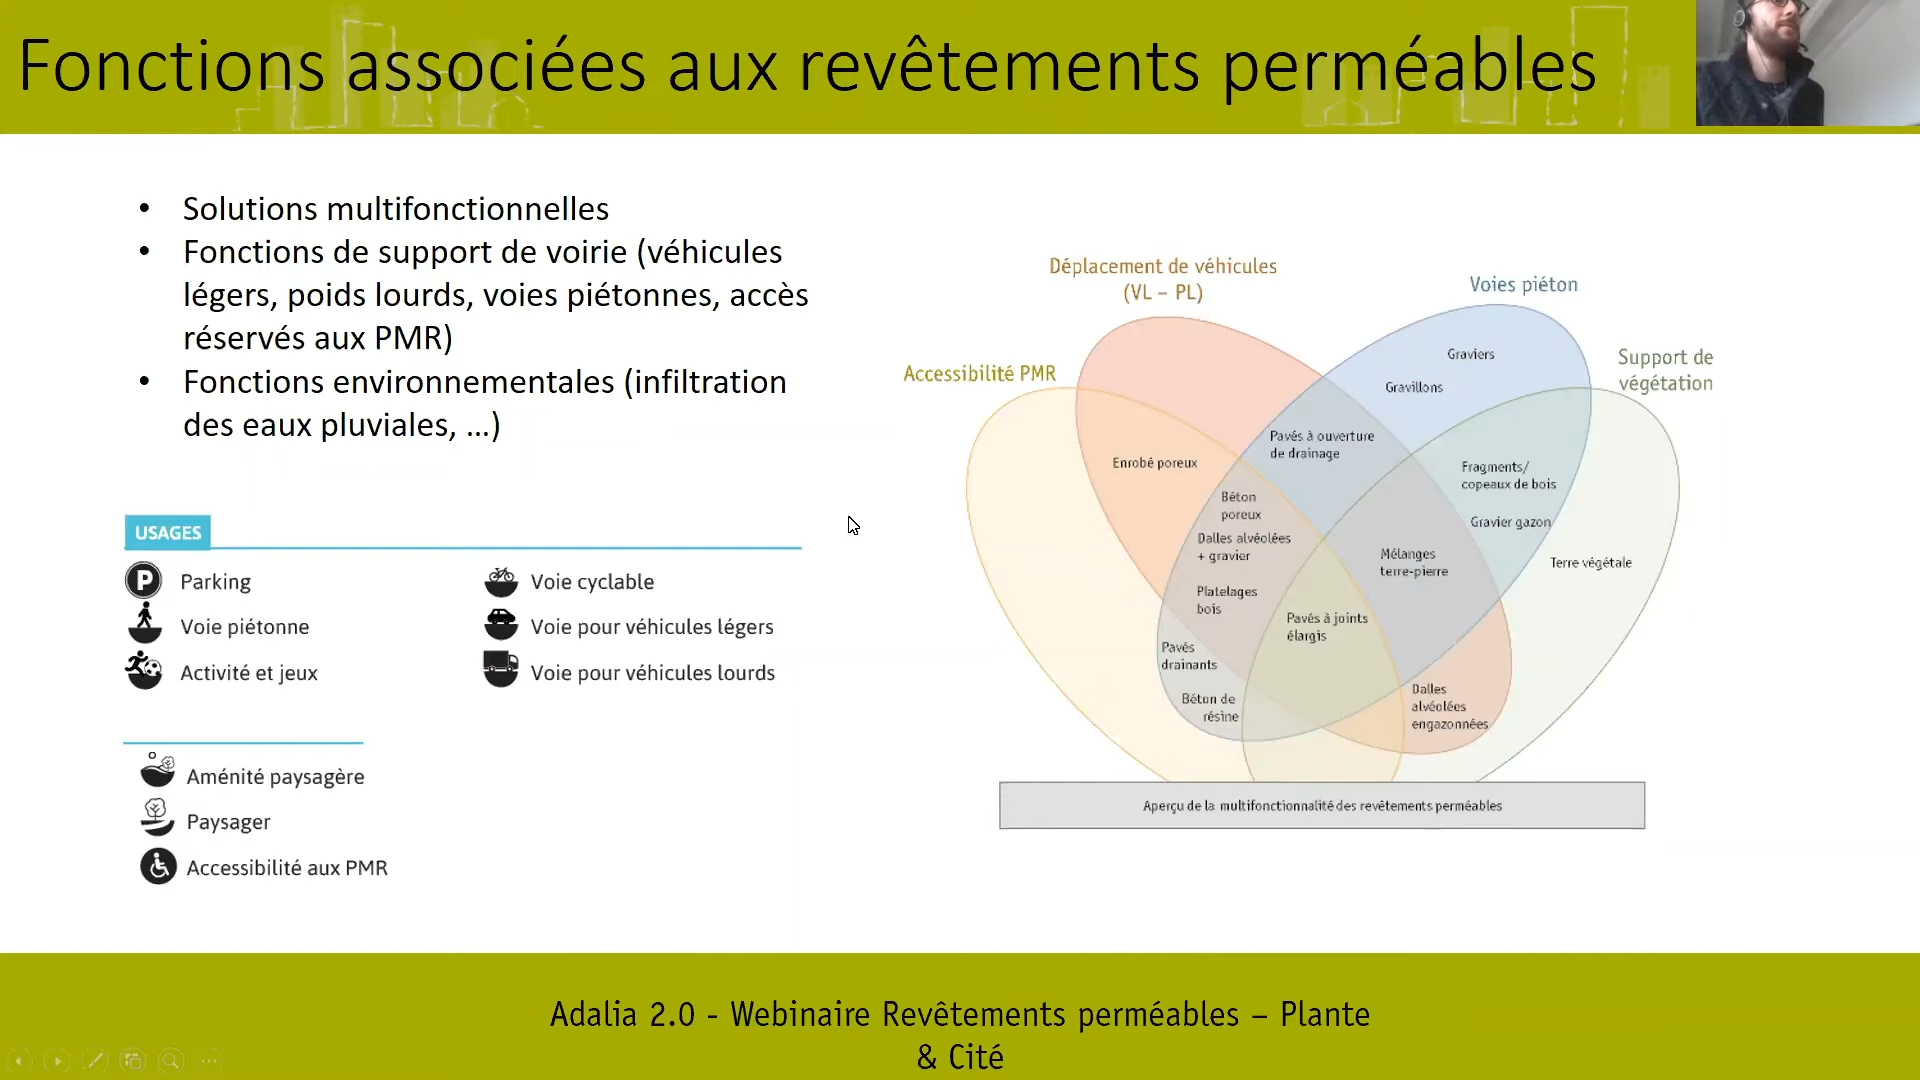 Fonctions associées aux revêtements perméables
• Solutions multifonctionnelles
• Fonctions de support de voirie (véhicules
légers, poids lourds, voies piétonnes, accès
réservés aux PMR)
• Fonctions environnementales (infiltration
des eaux pluviales, ...)
USAGES
P
Parking
Voie piétonne
Activité et jeux
Voie cyclable
Voie pour véhicules légers
Voie pour véhicules lourds
Aménité paysagère
Paysager
Accessibilité aux PMR
Déplacement de véhicules
(VL – PL)
Voies piéton
Accessibilité PMR
Support de
végétation
Graviers
Gravillons
Pavés à ouverture
de drainage
Enrobé poreux
Fragments/
copeaux de bois
Béton
poreux
Gravier gazon
Dalles alvéolées
+ gravier
Mélanges
terre-pierre
Terre végétale
Platelages
bois
Pavés à joints
élargis
Pavés
drainants
Béton de
résine
Dalles
alvéolées
engazonnées
Aperçu de la multifonctionnalité des revêtements perméables
Adalia 2.0 - Webinaire Revêtements perméables – Plante
& Cité